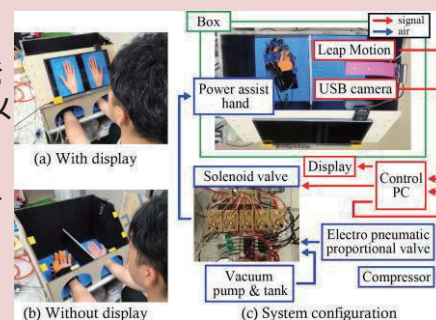 (a) With display
(b) Without display
signal
air
Box
Leap Motion
USB camera
Power assist
hand
Display
Solenoid valve
Control
PC
Electro pneumatic
proportional valve
Vacuum
pump & tank
Compressor
(c) System configuration